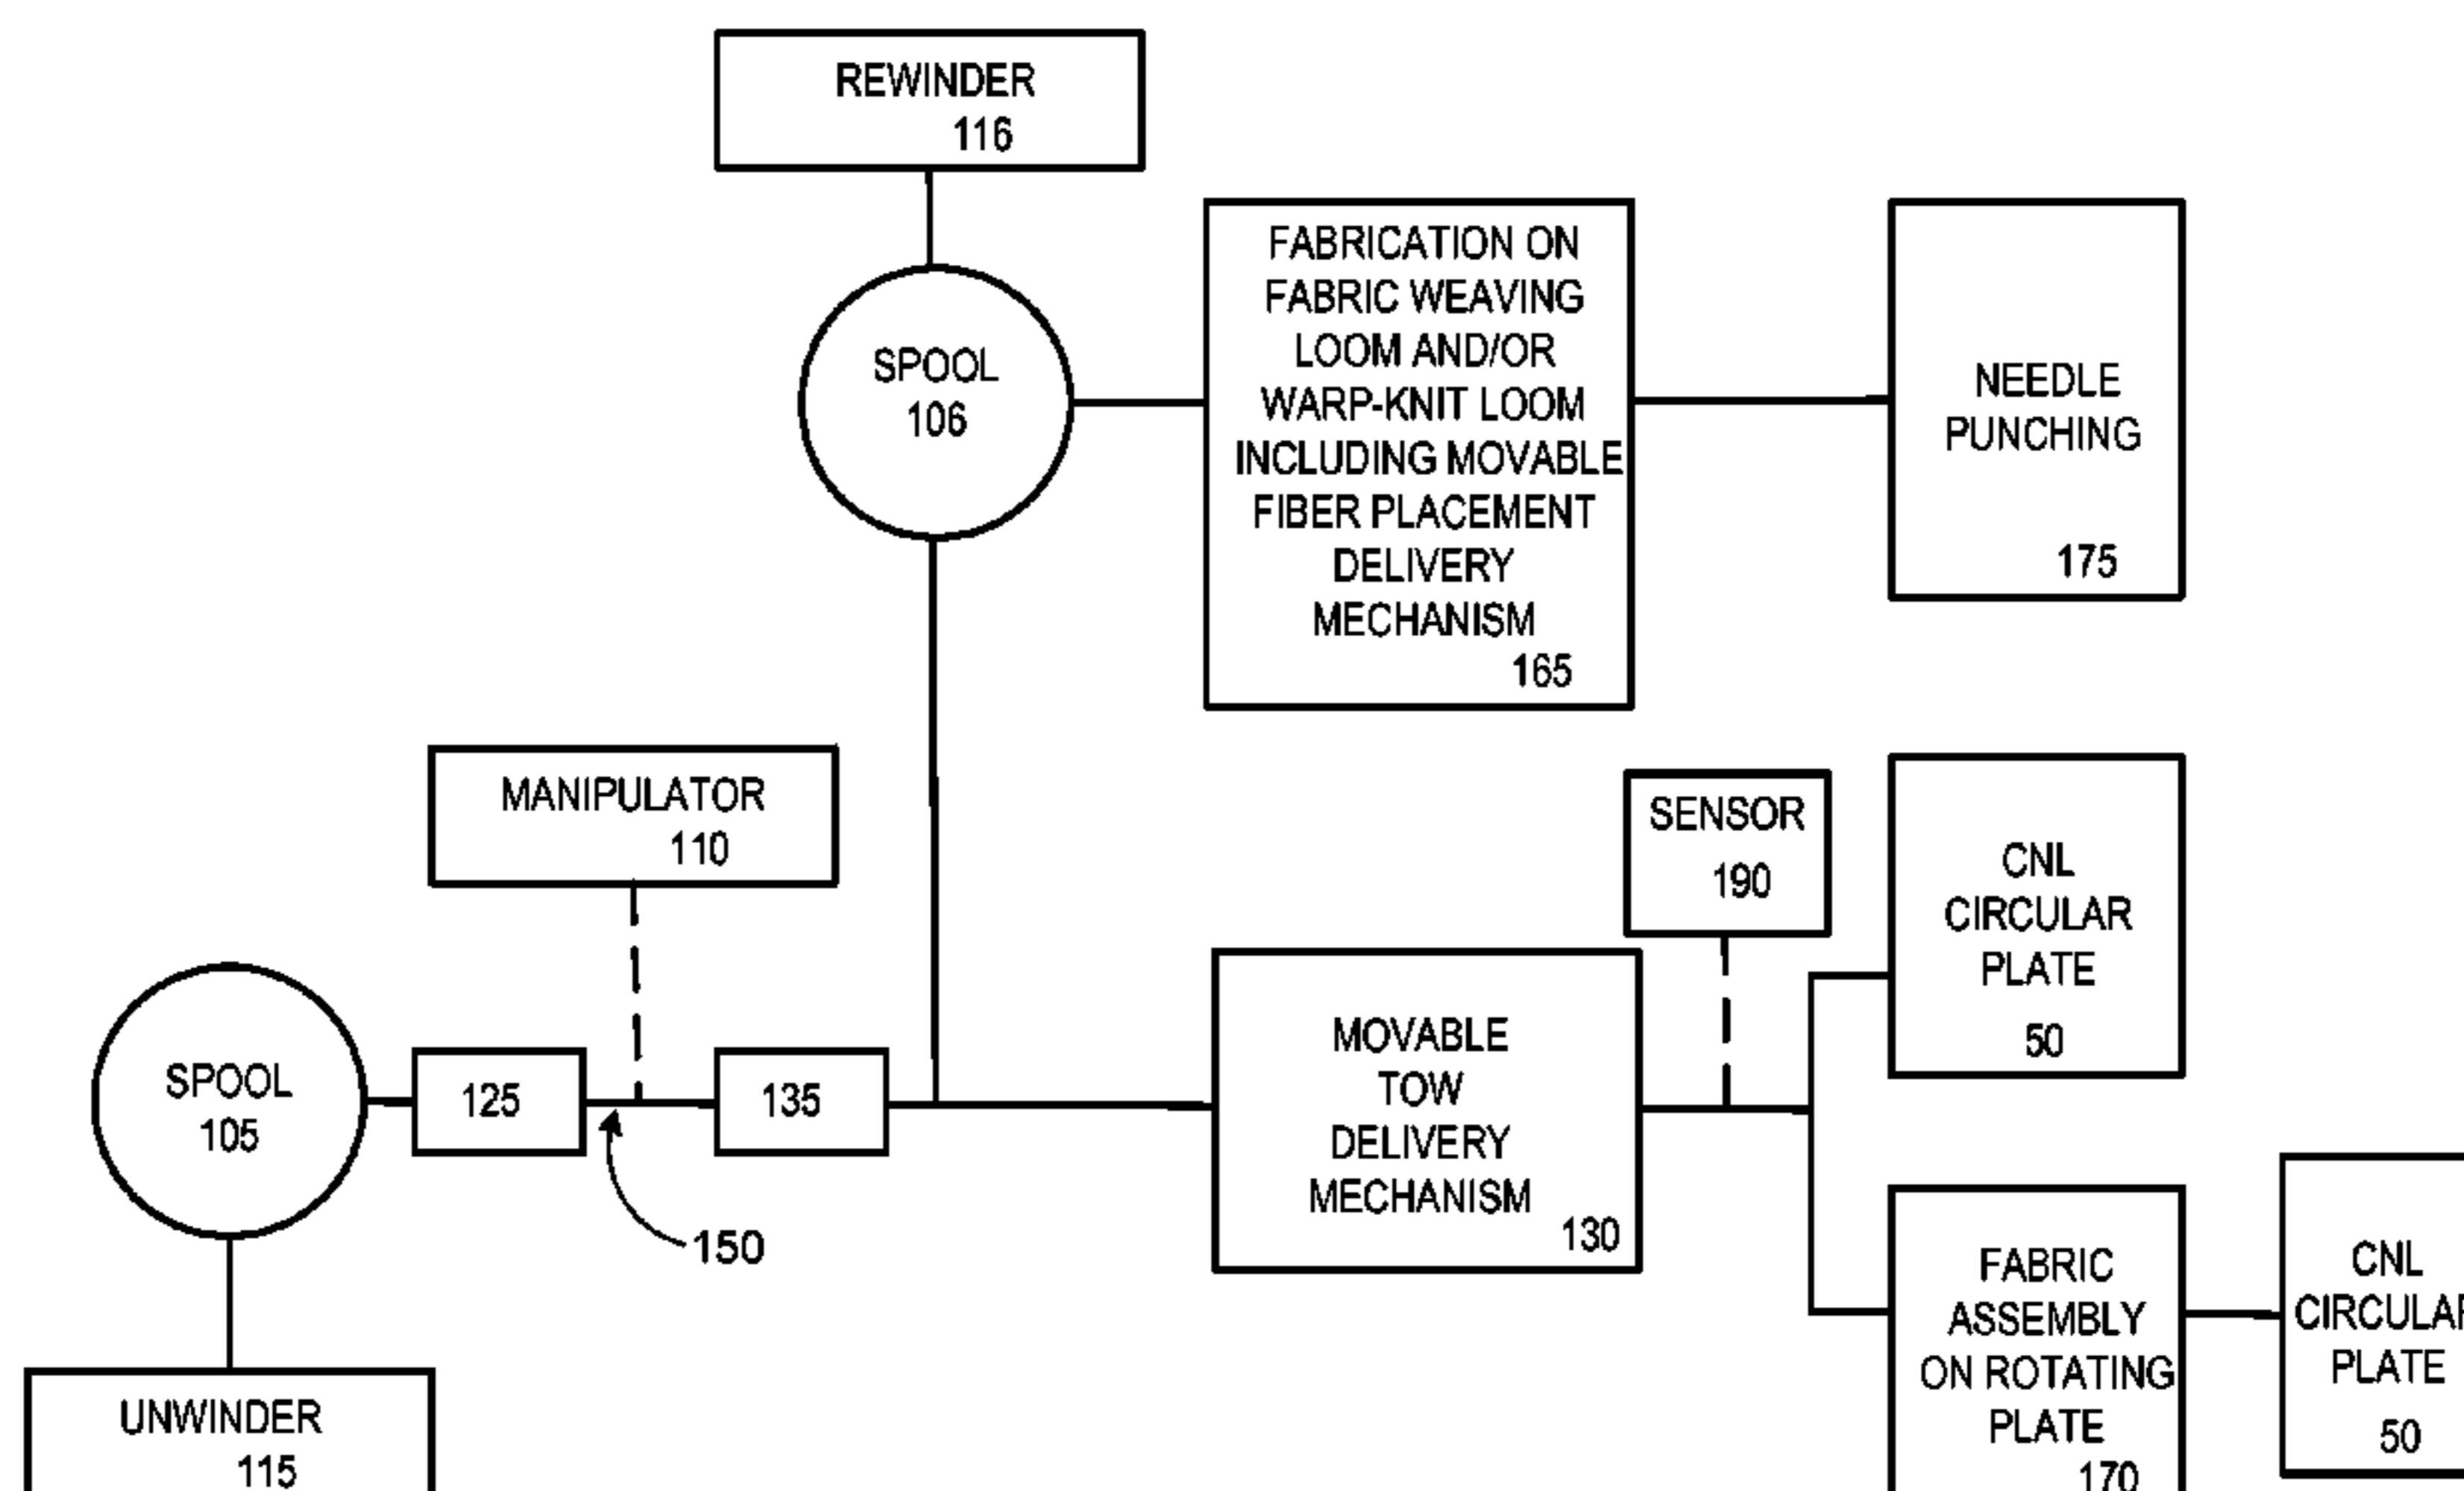 REWINDER
116
SPOOL
106
FABRICATION ON
FABRIC WEAVING
LOOM AND/OR
WARP-KNIT LOOM
INCLUDING MOVABLE
FIBER PLACEMENT
DELIVERY
MECHANISM
165
NEEDLE
PUNCHING
175
MANIPULATOR
110
SENSOR
190
CNL
CIRCULAR
PLATE
50
SPOOL
105
125
135
150
MOVABLE
TOW
DELIVERY
MECHANISM
130
UNWINDER
115
FABRIC
ASSEMBLY
ON ROTATING
PLATE
170
CNL
CIRCULAR
PLATE
50